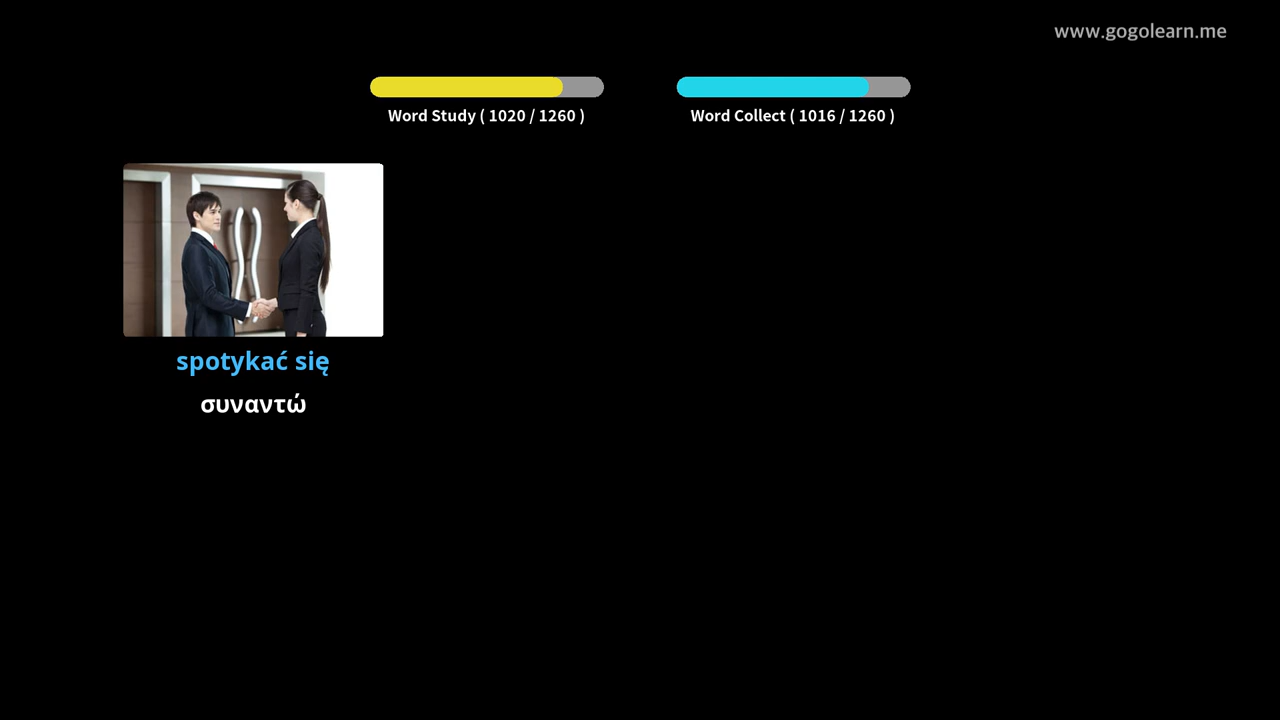 www.gogolearn.me
Word Study ( 1020 / 1260 )
Word Collect ( 1016 / 1260 )
spotykać się
συναντώ